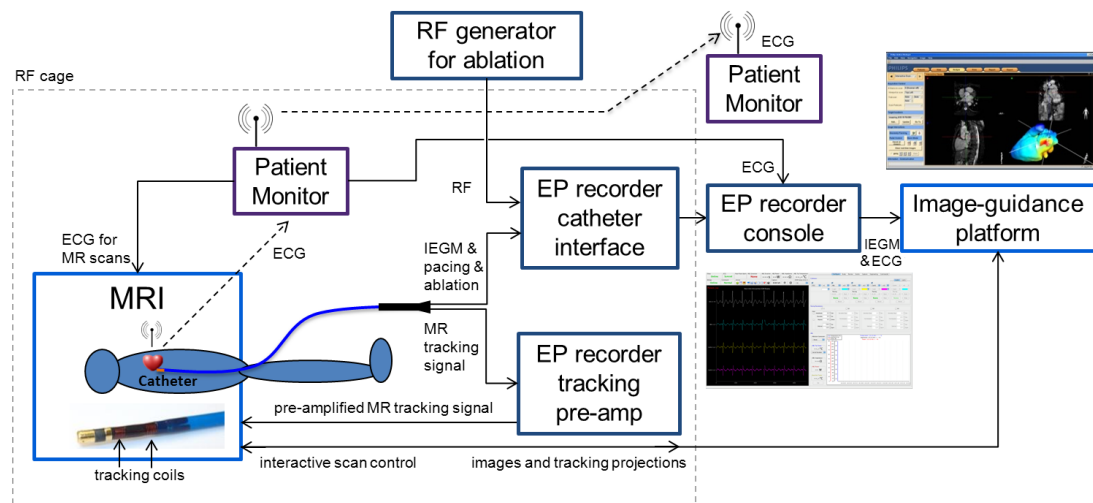 RF generator
for ablation
ECG
Patient
Monitor
RF cage
PHILIPS
Patient
Monitor
RF
ECG
EP recorder
catheter
interface
EP recorder
console
Image-guidance
platform
ECG for
MR scans
ECG
IEGM &
pacing &
ablation
IEGM
& ECG
MRI
MR
tracking
signal
Catheter
EP recorder
tracking
pre-amp
pre-amplified MR tracking signal
interactive scan control
images and tracking projections
tracking coils